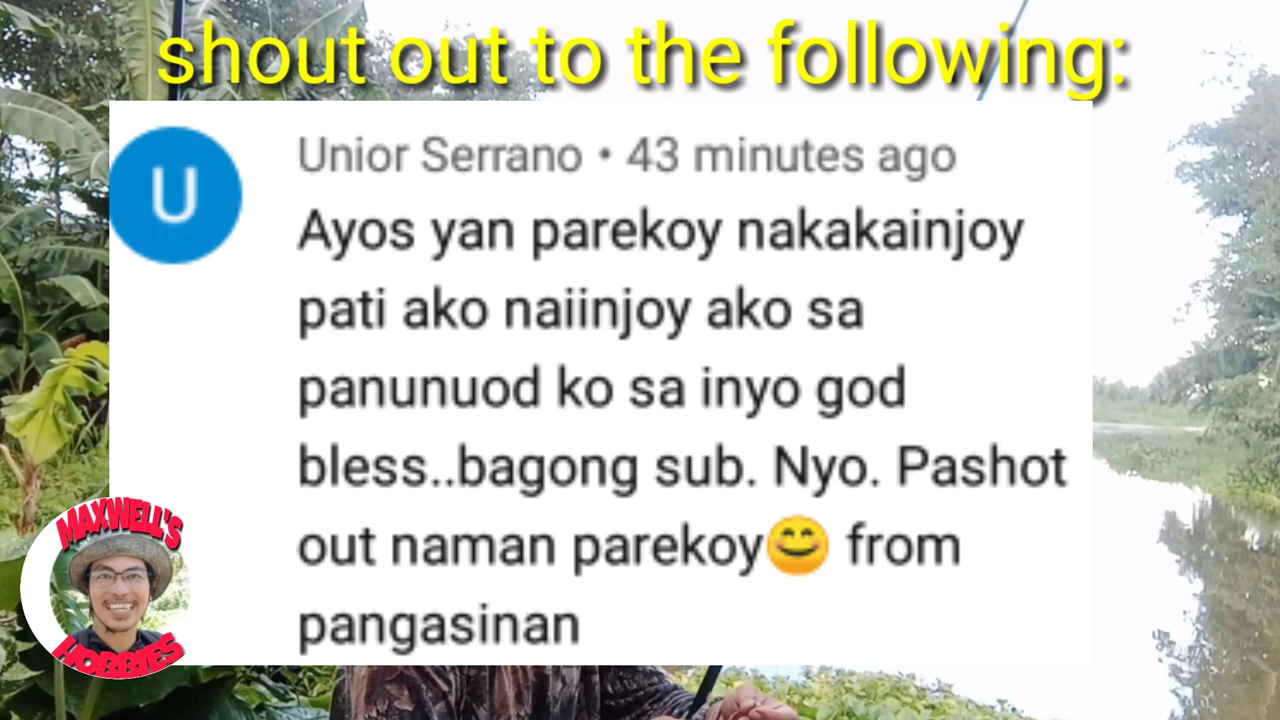 shout out to the following:
U
Unior Serrano • 43 minutes ago
Ayos yan parekoy nakakainjoy
pati ako naiinjoy ako sa
panunuod ko sa inyo god
bless..bagong sub. Nyo. Pashot
out naman parekoy😊 from
pangasinan
MAXWELL'S
HOBBIES